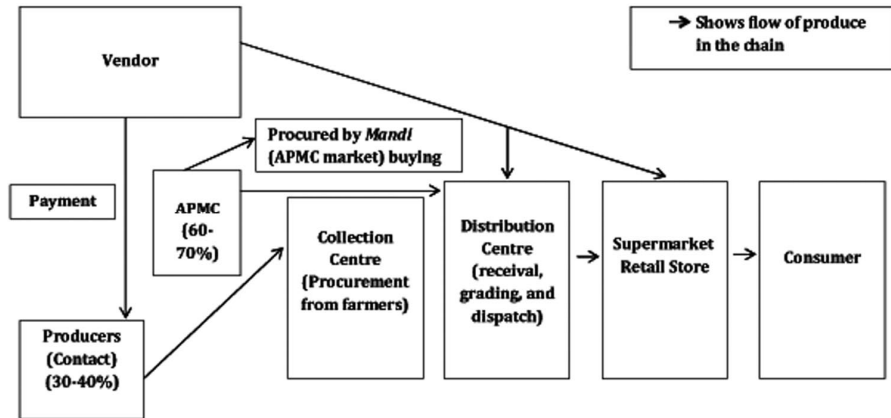 Vendor
→ Shows flow of produce
in the chain
Procured by Mandi
(APMC market) buying
Payment
APMC
(60-
70%)
Collection
Centre
(Procurement
from farmers)
Distribution
Centre
(receival,
grading, and
dispatch)
Supermarket
Retail Store
Consumer
Producers
(Contact)
(30-40%)